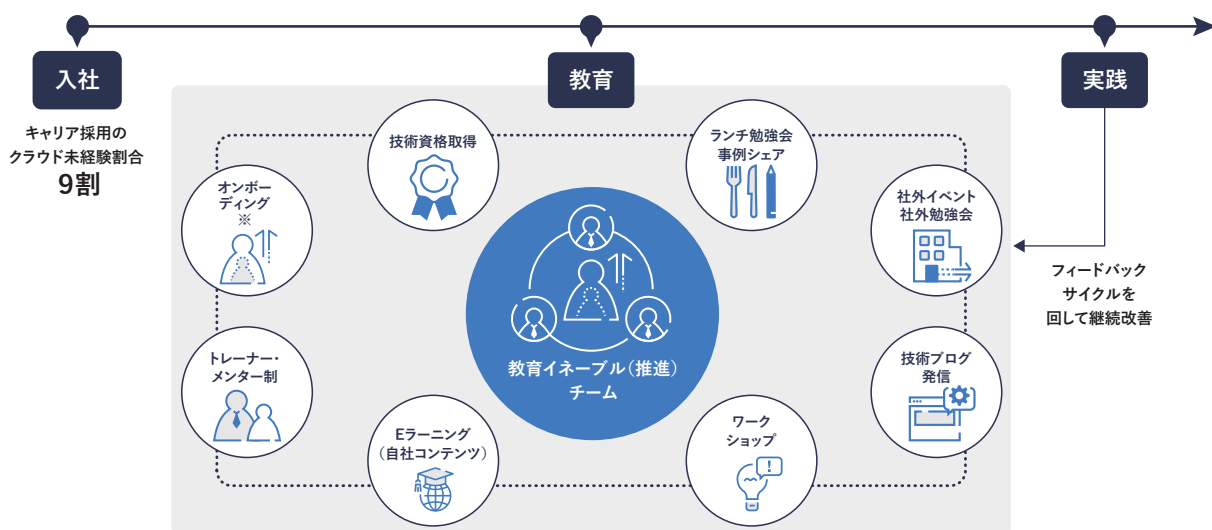 入社
教育
実践
キャリア採用の
クラウド未経験割合
9割
オンボー
ディング
※
技術資格取得
ランチ勉強会
事例シェア
社外イベント
社外勉強会
教育イネーブル（推進）
チーム
フィードバック
サイクルを
回して継続改善
トレーナー・
メンター制
Eラーニング
（自社コンテンツ）
ワーク
ショップ
技術ブログ
発信